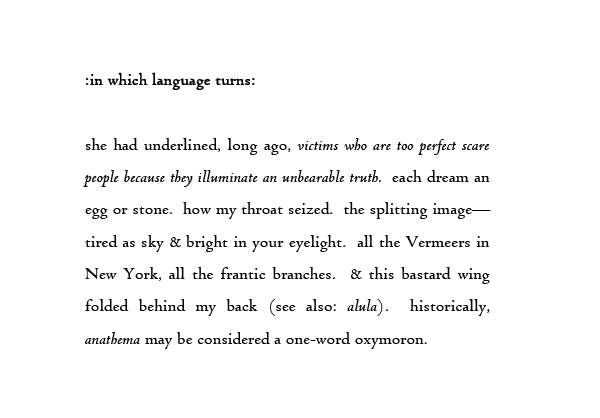 :in which language turns:
she had underlined, long ago, victims who are too perfect scare
people because they illuminate an unbearable truth.  each dream an
egg or stone.  how my throat seized.  the splitting image—
tired as sky & bright in your eyelight.  all the Vermeers in
New York, all the frantic branches.  & this bastard wing
folded behind my back (see also: alula).  historically,
anathema may be considered a one-word oxymoron.